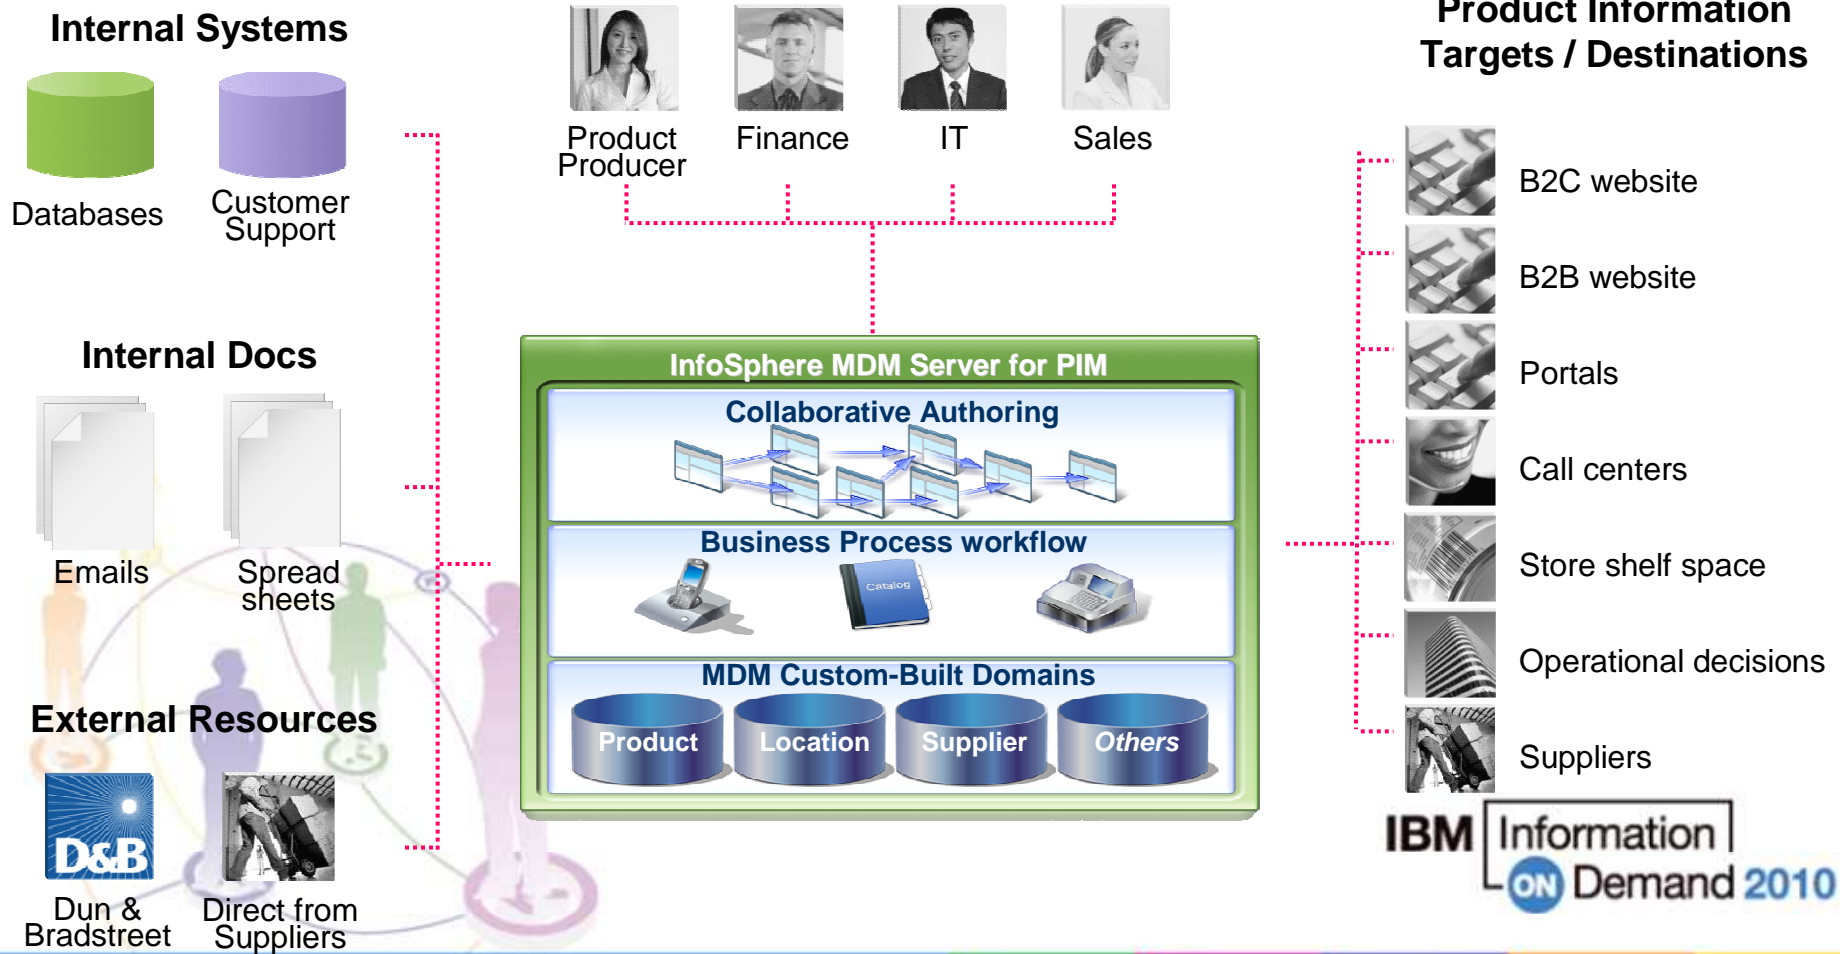 Internal Systems
Databases
Customer
Support
Internal Docs
Emails
Spread
sheets
External Resources
D&B
Dun &
Bradstreet
Direct from
Suppliers
Product
Producer
Finance
IT
Sales
InfoSphere MDM Server for PIM
Collaborative Authoring
Business Process workflow
Catalog
MDM Custom-Built Domains
Product
Location
Supplier
Others
Product Information
Targets / Destinations
B2C website
B2B website
Portals
Call centers
Store shelf space
Operational decisions
Suppliers
IBM Information
ON Demand 2010